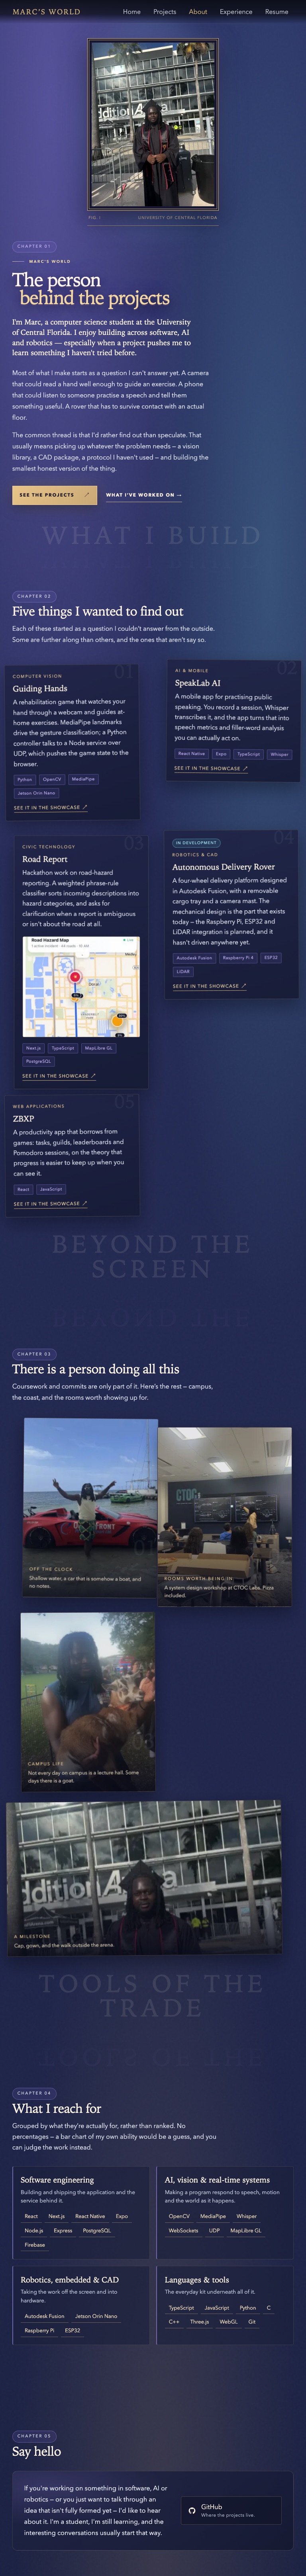 MARC'S WORLD
Home Projects About Experience Resume
FIG. I UNIVERSITY OF CENTRAL FLORIDA
CHAPTER 01
MARC'S WORLD
The person
behind the projects
I'm Marc, a computer science student at the University
of Central Florida. I enjoy building across software, AI
and robotics — especially when a project pushes me to
learn something I haven't tried before.
Most of what I make starts as a question I can't answer yet. A camera
that could read a hand well enough to guide an exercise. A phone
that could listen to someone practise a speech and tell them
something useful. A rover that has to survive contact with an actual
floor.
The common thread is that I'd rather find out than speculate. That
usually means picking up whatever the problem needs — a vision
library, a CAD package, a protocol I haven't used — and building the
smallest honest version of the thing.
SEE THE PROJECTS ↗ WHAT I'VE WORKED ON →
WHAT I BUILD
CHAPTER 02
Five things I wanted to find out
Each of these started as a question I couldn't answer from the outside.
Some are further along than others, and the ones that aren't say so.
01
COMPUTER VISION
Guiding Hands
A rehabilitation game that watches your
hand through a webcam and guides at-
home exercises. MediaPipe landmarks
drive the gesture classification; a Python
controller talks to a Node service over
UDP, which pushes the game state to the
browser.
Python OpenCV MediaPipe
Jetson Orin Nano
SEE IT IN THE SHOWCASE ↗
02
AI & MOBILE
SpeakLab AI
A mobile app for practising public
speaking. You record a session, Whisper
transcribes it, and the app turns that into
speech metrics and filler-word analysis
you can actually act on.
React Native Expo TypeScript Whisper
SEE IT IN THE SHOWCASE ↗
03
CIVIC TECHNOLOGY
Road Report
Hackathon work on road-hazard
reporting. A weighted phrase-rule
classifier sorts incoming descriptions into
hazard categories, and asks for
clarification when a report is ambiguous
or isn't about the road at all.
Road Hazard Map
Next.js TypeScript MapLibre GL
PostgreSQL
SEE IT IN THE SHOWCASE ↗
04
IN DEVELOPMENT
ROBOTICS & CAD
Autonomous Delivery Rover
A four-wheel delivery platform designed
in Autodesk Fusion, with a removable
cargo tray and a camera mast. The
mechanical design is the part that exists
today — the Raspberry Pi, ESP32 and
LiDAR integration is planned, and it
hasn't driven anywhere yet.
Autodesk Fusion Raspberry Pi 4 ESP32
LiDAR
SEE IT IN THE SHOWCASE ↗
05
WEB APPLICATIONS
ZBXP
A productivity app that borrows from
games: tasks, guilds, leaderboards and
Pomodoro sessions, on the theory that
progress is easier to keep up when you
can see it.
React JavaScript
SEE IT IN THE SHOWCASE ↗
BEYOND THE
SCREEN
CHAPTER 03
There is a person doing all this
Coursework and commits are only part of it. Here's the rest — campus,
the coast, and the rooms worth showing up for.
OFF THE CLOCK
Shallow water, a car that is somehow a boat, and
no notes.
CTOC
ROOMS WORTH BEING IN
A system design workshop at CTOC Labs. Pizza
included.
CAMPUS LIFE
Not every day on campus is a lecture hall. Some
days there is a goat.
A MILESTONE
Cap, gown, and the walk outside the arena.
TOOLS OF THE
TRADE
CHAPTER 04
What I reach for
Grouped by what they're actually for, rather than ranked. No
percentages — a bar chart of my own ability would be a guess, and you
can judge the work instead.
Software engineering
Building and shipping the application and the
service behind it.
React Next.js React Native Expo
Node.js Express PostgreSQL
Firebase
AI, vision & real-time systems
Making a program respond to speech, motion
and the world as it happens.
OpenCV MediaPipe Whisper
WebSockets UDP MapLibre GL
Robotics, embedded & CAD
Taking the work off the screen and into
hardware.
Autodesk Fusion Jetson Orin Nano
Raspberry Pi ESP32
Languages & tools
The everyday kit underneath all of it.
TypeScript JavaScript Python C
C++ Three.js WebGL Git
CHAPTER 05
Say hello
If you're working on something in software, AI or
robotics — or you just want to talk through an
idea that isn't fully formed yet — I'd like to hear
about it. I'm a student, I'm still learning, and the
interesting conversations usually start that way.
GitHub
Where the projects live.